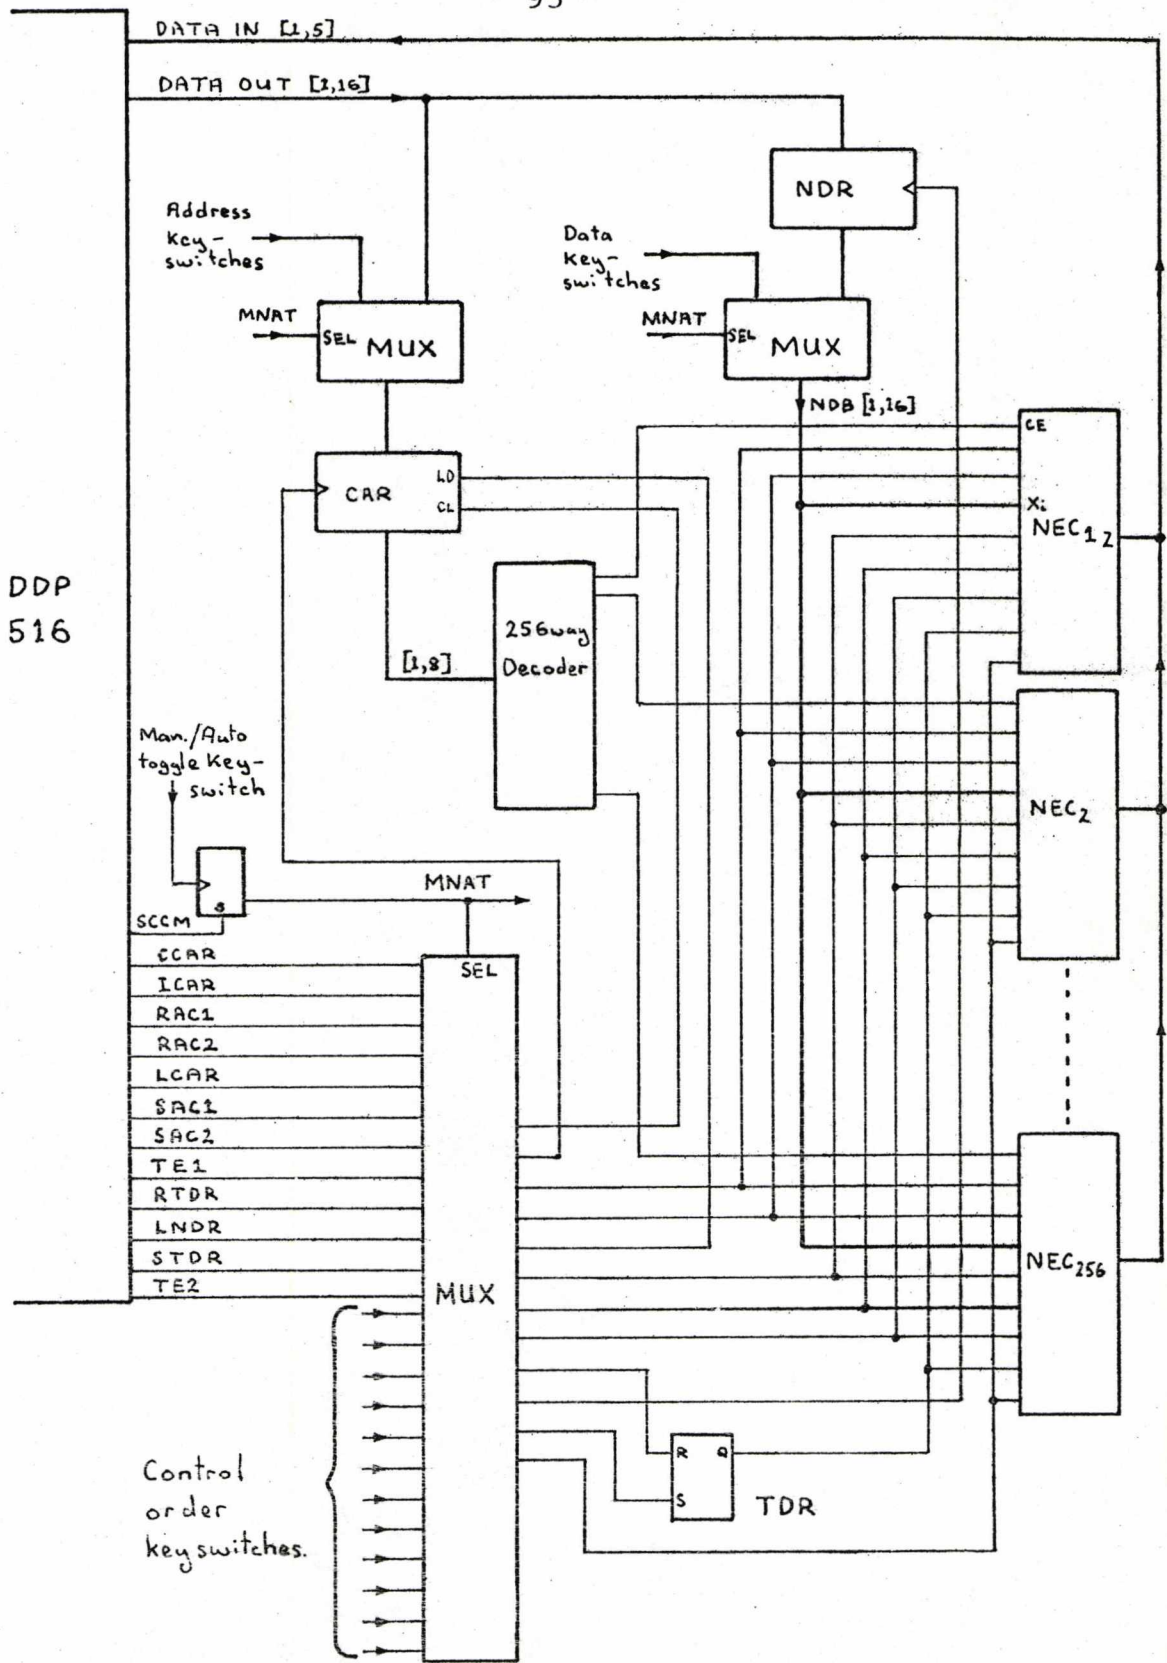 DATA IN [1,5]
DATA OUT [1,16]
NDR
Address
Key-
switches
Data
Key-
switches
MNAT
SEL MUX
MNAT
SEL MUX
NDB [1,16]
CE
Xi
NEC1 Z
CAR
LD
CL
DDP
516
256way
Decoder
[1,8]
NEC2
Man./Auto
toggle Key-
switch
S
MNAT
SCCM
SEL
CCAR
ICAR
RAC1
RAC2
LCAR
SAC1
SAC2
TE1
RTDR
LNDR
STDR
TE2
MUX
NEC256
R Q
S
TDR
Control
order
key switches.